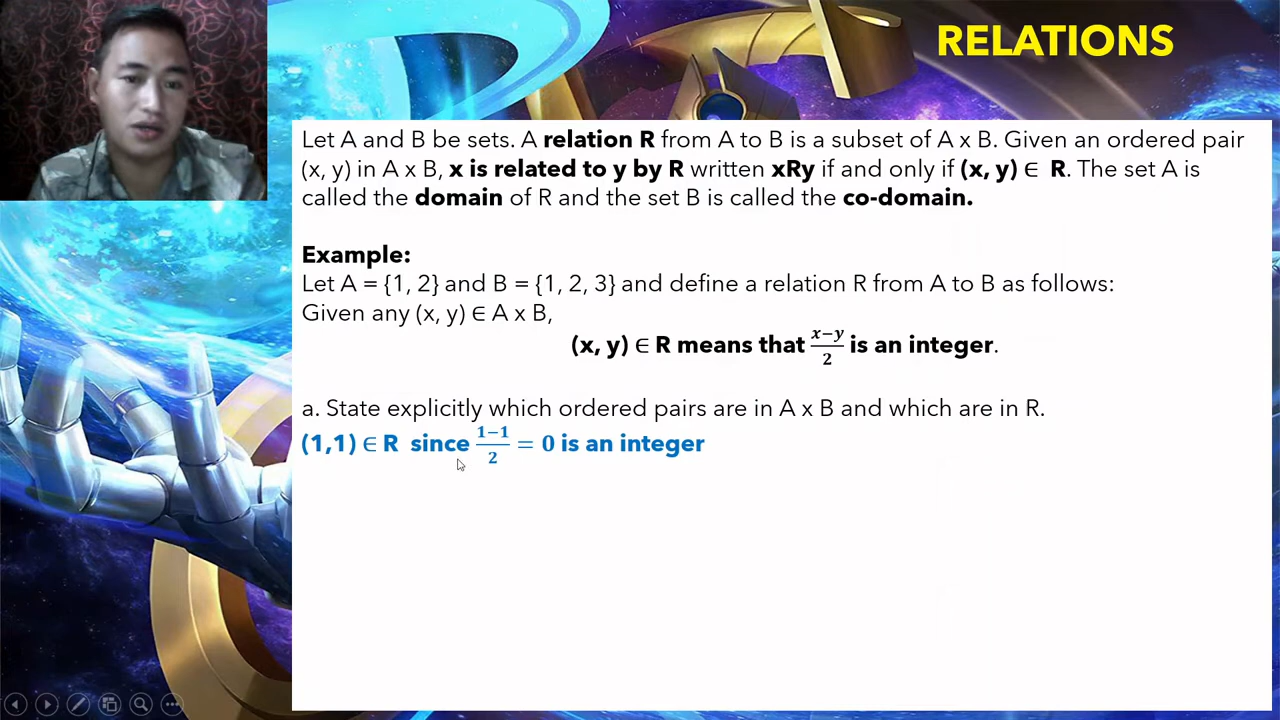 RELATIONS
Let A and B be sets. A relation R from A to B is a subset of A x B. Given an ordered pair
(x, y) in A x B, x is related to y by R written xRy if and only if (x, y) ∈ R. The set A is
called the domain of R and the set B is called the co-domain.
Example:
Let A = {1, 2} and B = {1, 2, 3} and define a relation R from A to B as follows:
Given any (x, y) ∈ A x B,
(x, y) ∈ R means that (x−y)/2 is an integer.
a. State explicitly which ordered pairs are in A x B and which are in R.
(1,1) ∈ R since (1−1)/2 = 0 is an integer